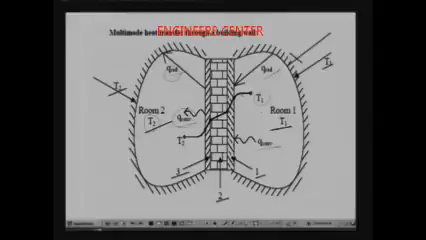 Multimode heat transfer through a building wall
ENGINEERS CENTER
q_rad
q_rad
T₁
Room 2
T₂
Room 1
T₁
q_conv
q_conv
T₂
3
1
2